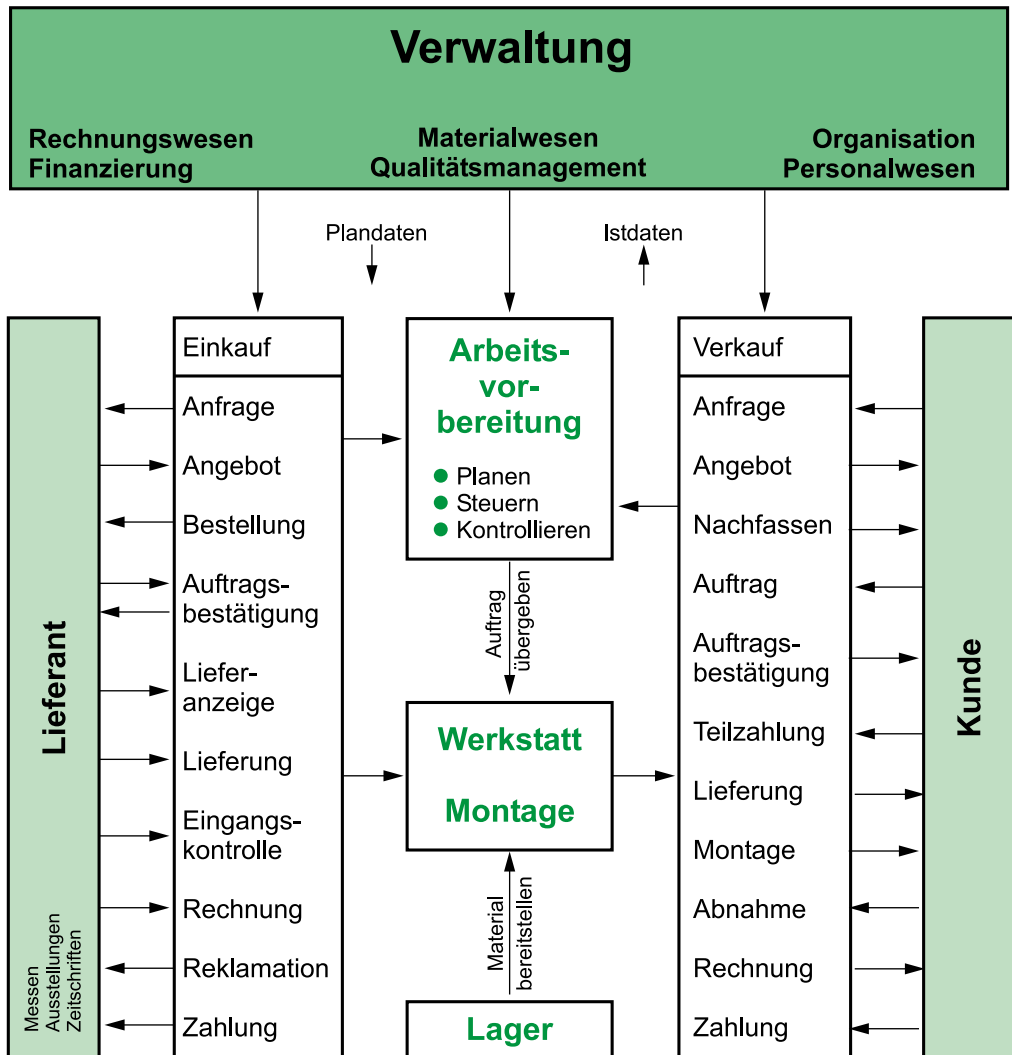 Verwaltung
Rechnungswesen
Finanzierung
Materialwesen
Qualitätsmanagement
Organisation
Personalwesen
Plandaten
Istdaten
Lieferant
Messen
Ausstellungen
Zeitschriften
Einkauf
Anfrage
Angebot
Bestellung
Auftrags-
bestätigung
Liefer-
anzeige
Lieferung
Eingangs-
kontrolle
Rechnung
Reklamation
Zahlung
Arbeits-
vor-
bereitung
● Planen
● Steuern
● Kontrollieren
Auftrag
übergeben
Werkstatt
Montage
Material
bereitstellen
Lager
Verkauf
Anfrage
Angebot
Nachfassen
Auftrag
Auftrags-
bestätigung
Teilzahlung
Lieferung
Montage
Abnahme
Rechnung
Zahlung
Kunde